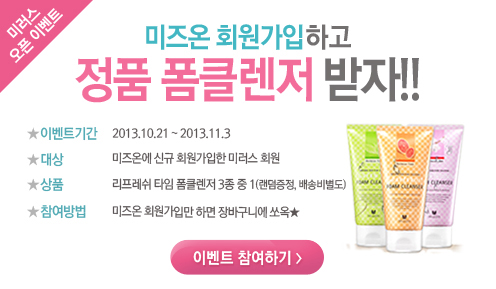 미러스
오픈 이벤트
미즈온 회원가입하고
정품 폼클렌저 받자!!
★이벤트기간 2013.10.21 ~ 2013.11.3
★대상 미즈온에 신규 회원가입한 미러스 회원
★상품 리프레쉬 타임 폼클렌저 3종 중 1(랜덤증정, 배송비별도)
★참여방법 미즈온 회원가입만 하면 장바구니에 쏘옥★
FOAM CLEANSER
FOAM CLEANSER
이벤트 참여하기 >